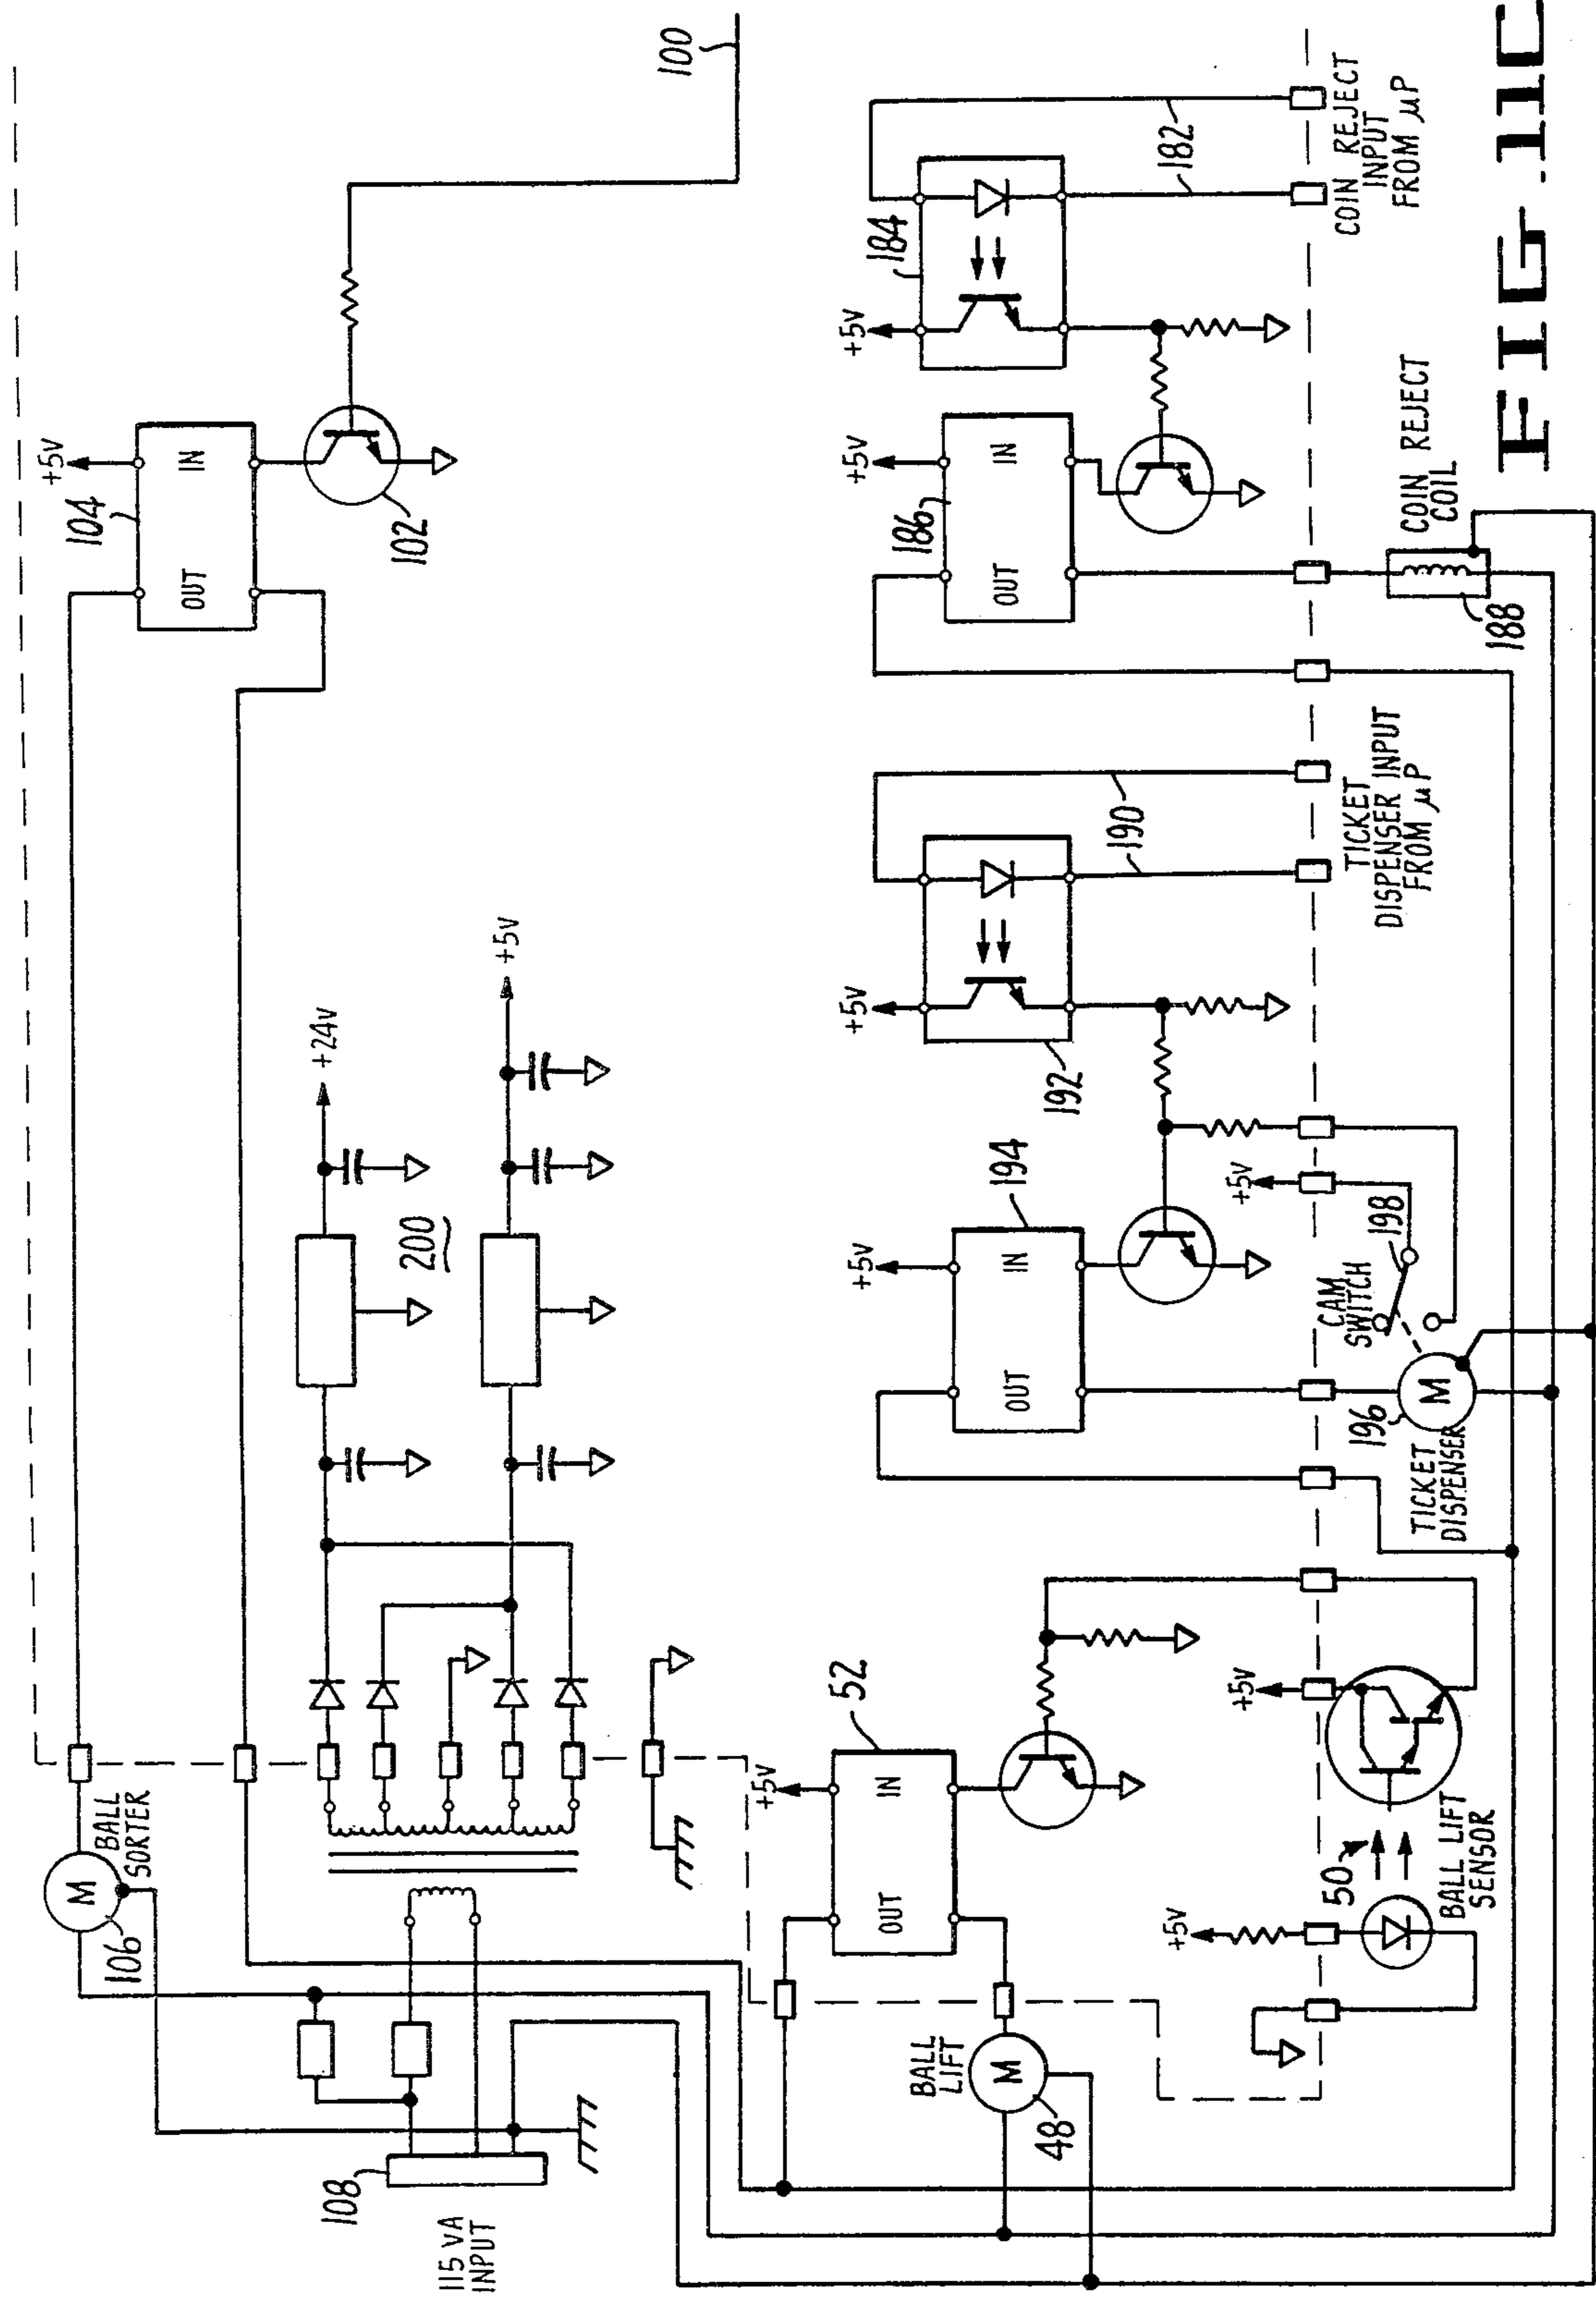 +5V
104
IN
OUT
102
100
BALL
SORTER
M
106
+24V
+5V
200
108
115 VA
INPUT
+5V
52
IN
OUT
BALL
LIFT
M
48
+5V
50
BALL LIFT
SENSOR
+5V
+5V
194
IN
OUT
+5V
192
190
TICKET
DISPENSER INPUT
FROM µP
+5V
CAM
SWITCH
198
M
196
TICKET
DISPENSER
+5V
186
IN
OUT
+5V
184
182
COIN REJECT
INPUT
FROM µP
COIN REJECT
COIL
188
FIG. 11C